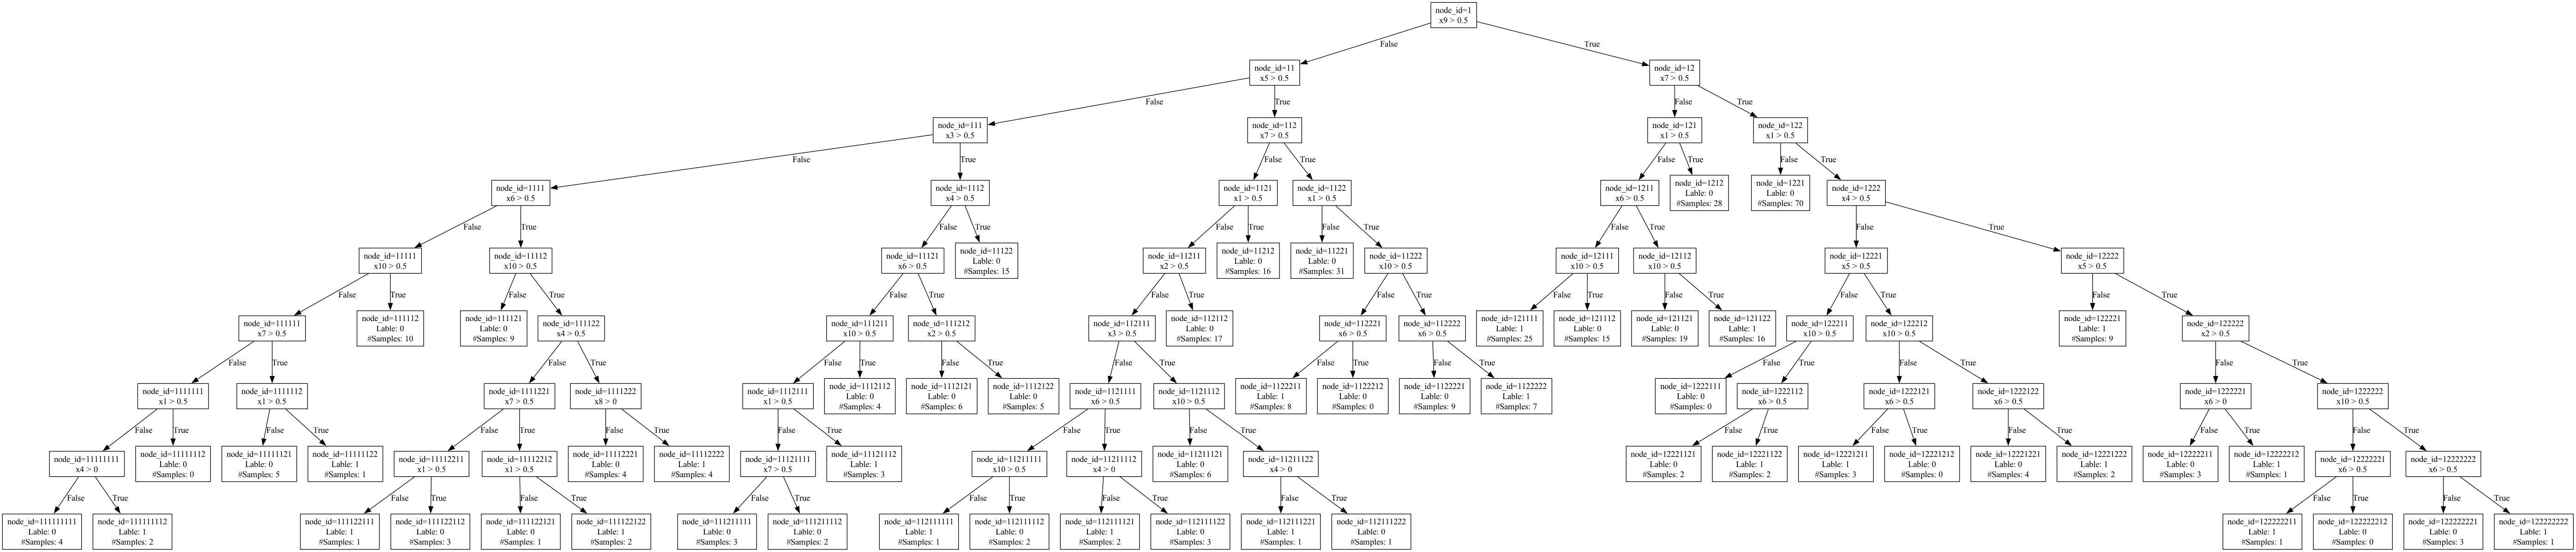 node_id=1
x9 > 0.5
False
True
node_id=11
x5 > 0.5
node_id=12
x7 > 0.5
False
True
False
True
node_id=111
x3 > 0.5
node_id=112
x7 > 0.5
node_id=121
x1 > 0.5
node_id=122
x1 > 0.5
False
True
False
True
False
True
False
True
node_id=1111
x6 > 0.5
node_id=1112
x4 > 0.5
node_id=1121
x1 > 0.5
node_id=1122
x1 > 0.5
node_id=1211
x6 > 0.5
node_id=1212
Lable: 0
#Samples: 28
node_id=1221
Lable: 0
#Samples: 70
node_id=1222
x4 > 0.5
False
True
False
True
False
True
False
True
False
True
False
True
node_id=11111
x10 > 0.5
node_id=11112
x10 > 0.5
node_id=11121
x6 > 0.5
node_id=11122
Lable: 0
#Samples: 15
node_id=11211
x2 > 0.5
node_id=11212
Lable: 0
#Samples: 16
node_id=11221
Lable: 0
#Samples: 31
node_id=11222
x10 > 0.5
node_id=12111
x10 > 0.5
node_id=12112
x10 > 0.5
node_id=12221
x5 > 0.5
node_id=12222
x5 > 0.5
False
True
False
True
False
True
False
True
False
True
False
True
False
True
False
True
False
True
node_id=111111
x7 > 0.5
node_id=111112
Lable: 0
#Samples: 10
node_id=111121
Lable: 0
#Samples: 9
node_id=111122
x4 > 0.5
node_id=111211
x10 > 0.5
node_id=111212
x2 > 0.5
node_id=112111
x3 > 0.5
node_id=112112
Lable: 0
#Samples: 17
node_id=112221
x6 > 0.5
node_id=112222
x6 > 0.5
node_id=121111
Lable: 1
#Samples: 25
node_id=121112
Lable: 0
#Samples: 15
node_id=121121
Lable: 0
#Samples: 19
node_id=121122
Lable: 1
#Samples: 16
node_id=122211
x10 > 0.5
node_id=122212
x10 > 0.5
node_id=122221
Lable: 1
#Samples: 9
node_id=122222
x2 > 0.5
False
True
False
True
False
True
False
True
False
True
False
True
False
True
False
True
False
True
False
True
node_id=1111111
x1 > 0.5
node_id=1111112
x1 > 0.5
node_id=1111221
x7 > 0.5
node_id=1111222
x8 > 0
node_id=1112111
x1 > 0.5
node_id=1112112
Lable: 0
#Samples: 4
node_id=1112121
Lable: 0
#Samples: 6
node_id=1112122
Lable: 0
#Samples: 5
node_id=1121111
x6 > 0.5
node_id=1121112
x10 > 0.5
node_id=1122211
Lable: 1
#Samples: 8
node_id=1122212
Lable: 0
#Samples: 0
node_id=1122221
Lable: 0
#Samples: 9
node_id=1122222
Lable: 1
#Samples: 7
node_id=1222111
Lable: 0
#Samples: 0
node_id=1222112
x6 > 0.5
node_id=1222121
x6 > 0.5
node_id=1222122
x6 > 0.5
node_id=1222221
x6 > 0
node_id=1222222
x10 > 0.5
False
True
False
True
False
True
False
True
False
True
False
True
False
True
False
True
False
True
False
True
False
True
False
True
node_id=11111111
x4 > 0
node_id=11111112
Lable: 0
#Samples: 0
node_id=11111121
Lable: 0
#Samples: 5
node_id=11111122
Lable: 1
#Samples: 1
node_id=11112211
x1 > 0.5
node_id=11112212
x1 > 0.5
node_id=11112221
Lable: 0
#Samples: 4
node_id=11112222
Lable: 1
#Samples: 4
node_id=11121111
x7 > 0.5
node_id=11121112
Lable: 1
#Samples: 3
node_id=11211111
x10 > 0.5
node_id=11211112
x4 > 0
node_id=11211121
Lable: 0
#Samples: 6
node_id=11211122
x4 > 0
node_id=12221121
Lable: 0
#Samples: 2
node_id=12221122
Lable: 1
#Samples: 2
node_id=12221211
Lable: 1
#Samples: 3
node_id=12221212
Lable: 0
#Samples: 0
node_id=12221221
Lable: 0
#Samples: 4
node_id=12221222
Lable: 1
#Samples: 2
node_id=12222211
Lable: 0
#Samples: 3
node_id=12222212
Lable: 1
#Samples: 1
node_id=12222221
x6 > 0.5
node_id=12222222
x6 > 0.5
False
True
False
True
False
True
False
True
False
True
False
True
False
True
False
True
False
True
node_id=111111111
Lable: 0
#Samples: 4
node_id=111111112
Lable: 1
#Samples: 2
node_id=111122111
Lable: 1
#Samples: 1
node_id=111122112
Lable: 0
#Samples: 3
node_id=111122121
Lable: 0
#Samples: 1
node_id=111122122
Lable: 1
#Samples: 2
node_id=111211111
Lable: 0
#Samples: 3
node_id=111211112
Lable: 0
#Samples: 2
node_id=112111111
Lable: 1
#Samples: 1
node_id=112111112
Lable: 0
#Samples: 2
node_id=112111121
Lable: 1
#Samples: 2
node_id=112111122
Lable: 0
#Samples: 3
node_id=112111221
Lable: 1
#Samples: 1
node_id=112111222
Lable: 0
#Samples: 1
node_id=122222211
Lable: 1
#Samples: 1
node_id=122222212
Lable: 0
#Samples: 0
node_id=122222221
Lable: 0
#Samples: 3
node_id=122222222
Lable: 1
#Samples: 1